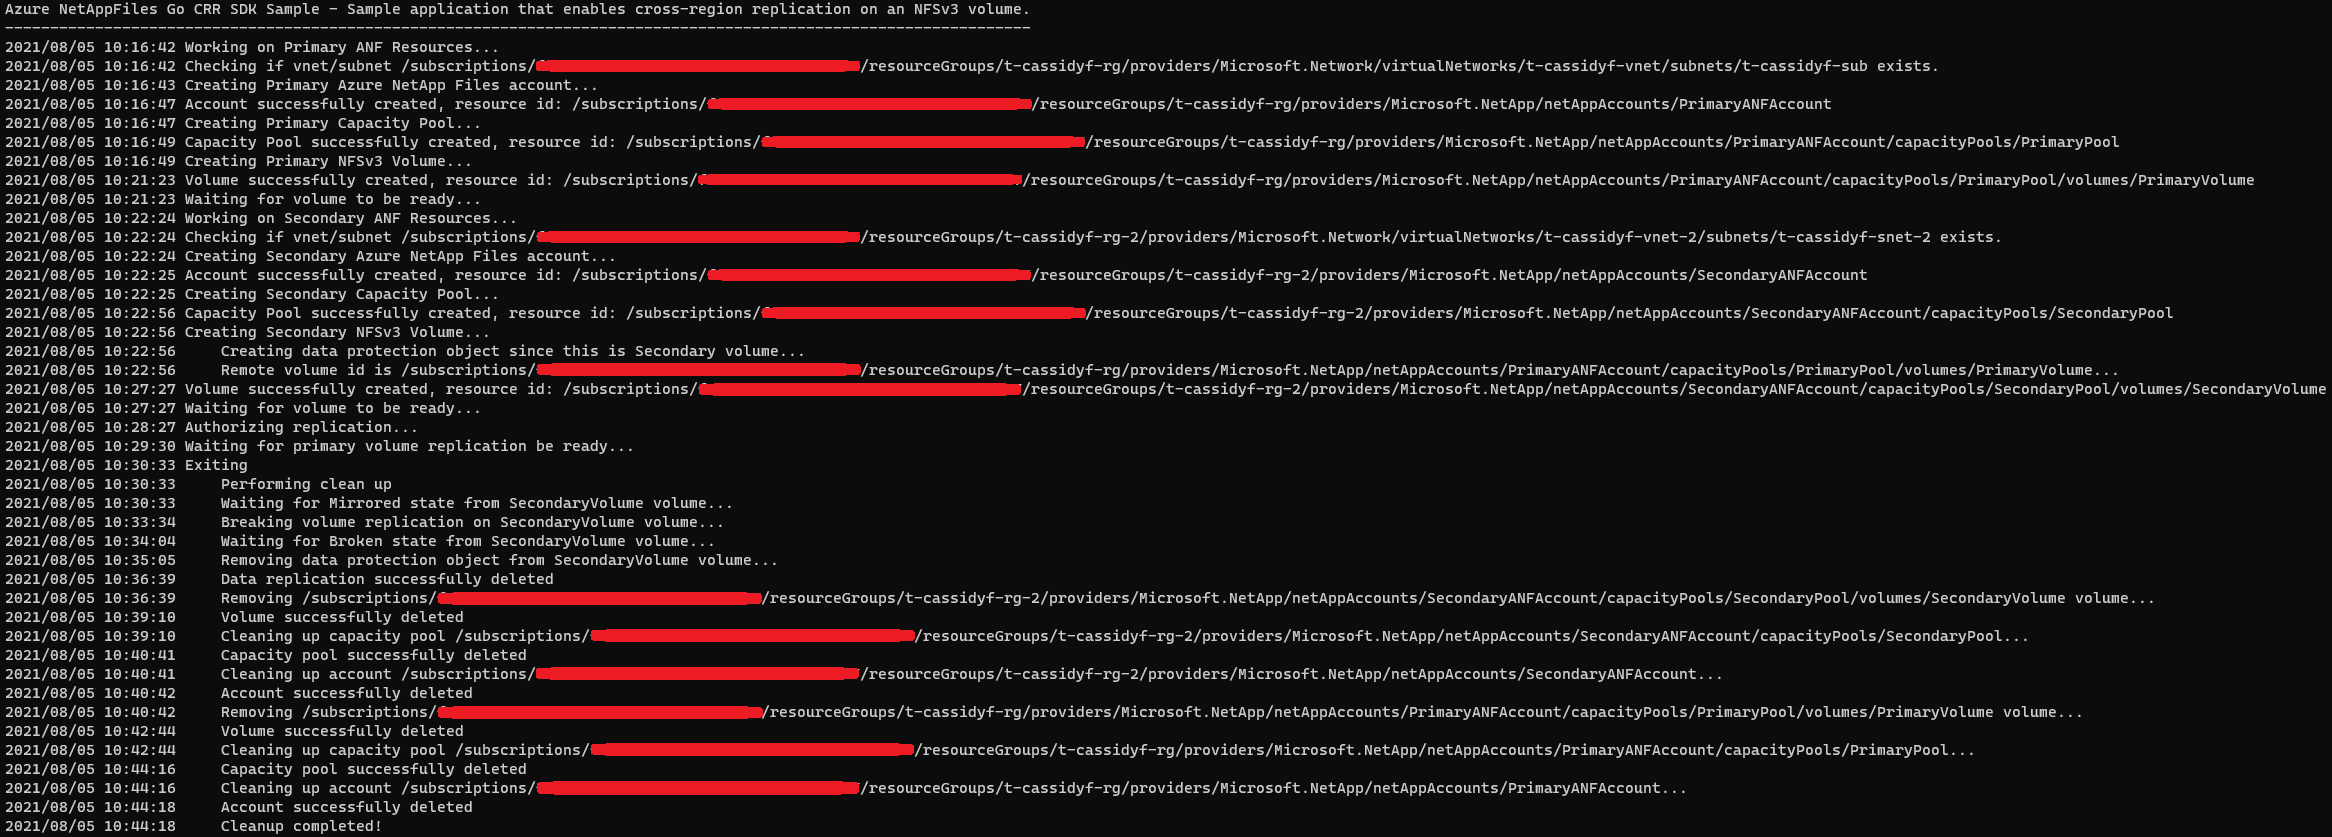 Azure NetAppFiles Go CRR SDK Sample - Sample application that enables cross-region replication on an NFSv3 volume.
------------------------------------------------------------------------------------------------------------------
2021/08/05 10:16:42 Working on Primary ANF Resources...
2021/08/05 10:16:42 Checking if vnet/subnet /subscriptions/ /resourceGroups/t-cassidyf-rg/providers/Microsoft.Network/virtualNetworks/t-cassidyf-vnet/subnets/t-cassidyf-sub exists.
2021/08/05 10:16:43 Creating Primary Azure NetApp Files account...
2021/08/05 10:16:47 Account successfully created, resource id: /subscriptions/ /resourceGroups/t-cassidyf-rg/providers/Microsoft.NetApp/netAppAccounts/PrimaryANFAccount
2021/08/05 10:16:47 Creating Primary Capacity Pool...
2021/08/05 10:16:49 Capacity Pool successfully created, resource id: /subscriptions/ /resourceGroups/t-cassidyf-rg/providers/Microsoft.NetApp/netAppAccounts/PrimaryANFAccount/capacityPools/PrimaryPool
2021/08/05 10:16:49 Creating Primary NFSv3 Volume...
2021/08/05 10:21:23 Volume successfully created, resource id: /subscriptions/ /resourceGroups/t-cassidyf-rg/providers/Microsoft.NetApp/netAppAccounts/PrimaryANFAccount/capacityPools/PrimaryPool/volumes/PrimaryVolume
2021/08/05 10:21:23 Waiting for volume to be ready...
2021/08/05 10:22:24 Working on Secondary ANF Resources...
2021/08/05 10:22:24 Checking if vnet/subnet /subscriptions/ /resourceGroups/t-cassidyf-rg-2/providers/Microsoft.Network/virtualNetworks/t-cassidyf-vnet-2/subnets/t-cassidyf-snet-2 exists.
2021/08/05 10:22:24 Creating Secondary Azure NetApp Files account...
2021/08/05 10:22:25 Account successfully created, resource id: /subscriptions/ /resourceGroups/t-cassidyf-rg-2/providers/Microsoft.NetApp/netAppAccounts/SecondaryANFAccount
2021/08/05 10:22:25 Creating Secondary Capacity Pool...
2021/08/05 10:22:56 Capacity Pool successfully created, resource id: /subscriptions/ /resourceGroups/t-cassidyf-rg-2/providers/Microsoft.NetApp/netAppAccounts/SecondaryANFAccount/capacityPools/SecondaryPool
2021/08/05 10:22:56 Creating Secondary NFSv3 Volume...
2021/08/05 10:22:56     Creating data protection object since this is Secondary volume...
2021/08/05 10:22:56     Remote volume id is /subscriptions/ /resourceGroups/t-cassidyf-rg/providers/Microsoft.NetApp/netAppAccounts/PrimaryANFAccount/capacityPools/PrimaryPool/volumes/PrimaryVolume...
2021/08/05 10:27:27 Volume successfully created, resource id: /subscriptions/ /resourceGroups/t-cassidyf-rg-2/providers/Microsoft.NetApp/netAppAccounts/SecondaryANFAccount/capacityPools/SecondaryPool/volumes/SecondaryVolume
2021/08/05 10:27:27 Waiting for volume to be ready...
2021/08/05 10:28:27 Authorizing replication...
2021/08/05 10:29:30 Waiting for primary volume replication be ready...
2021/08/05 10:30:33 Exiting
2021/08/05 10:30:33     Performing clean up
2021/08/05 10:30:33     Waiting for Mirrored state from SecondaryVolume volume...
2021/08/05 10:33:34     Breaking volume replication on SecondaryVolume volume...
2021/08/05 10:34:04     Waiting for Broken state from SecondaryVolume volume...
2021/08/05 10:35:05     Removing data protection object from SecondaryVolume volume...
2021/08/05 10:36:39     Data replication successfully deleted
2021/08/05 10:36:39     Removing /subscriptions/ /resourceGroups/t-cassidyf-rg-2/providers/Microsoft.NetApp/netAppAccounts/SecondaryANFAccount/capacityPools/SecondaryPool/volumes/SecondaryVolume volume...
2021/08/05 10:39:10     Volume successfully deleted
2021/08/05 10:39:10     Cleaning up capacity pool /subscriptions/ /resourceGroups/t-cassidyf-rg-2/providers/Microsoft.NetApp/netAppAccounts/SecondaryANFAccount/capacityPools/SecondaryPool...
2021/08/05 10:40:41     Capacity pool successfully deleted
2021/08/05 10:40:41     Cleaning up account /subscriptions/ /resourceGroups/t-cassidyf-rg-2/providers/Microsoft.NetApp/netAppAccounts/SecondaryANFAccount...
2021/08/05 10:40:42     Account successfully deleted
2021/08/05 10:40:42     Removing /subscriptions/ /resourceGroups/t-cassidyf-rg/providers/Microsoft.NetApp/netAppAccounts/PrimaryANFAccount/capacityPools/PrimaryPool/volumes/PrimaryVolume volume...
2021/08/05 10:42:44     Volume successfully deleted
2021/08/05 10:42:44     Cleaning up capacity pool /subscriptions/ /resourceGroups/t-cassidyf-rg/providers/Microsoft.NetApp/netAppAccounts/PrimaryANFAccount/capacityPools/PrimaryPool...
2021/08/05 10:44:16     Capacity pool successfully deleted
2021/08/05 10:44:16     Cleaning up account /subscriptions/ /resourceGroups/t-cassidyf-rg/providers/Microsoft.NetApp/netAppAccounts/PrimaryANFAccount...
2021/08/05 10:44:18     Account successfully deleted
2021/08/05 10:44:18     Cleanup completed!